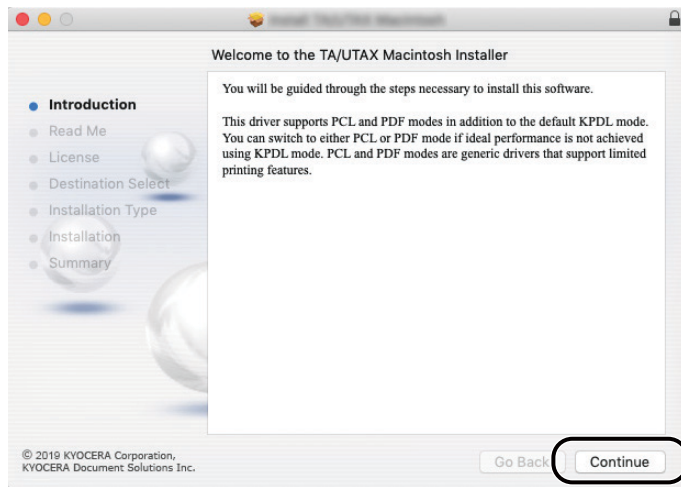 Welcome to the TA/UTAX Macintosh Installer
Introduction
Read Me
License
Destination Select
Installation Type
Installation
Summary
You will be guided through the steps necessary to install this software.
This driver supports PCL and PDF modes in addition to the default KPDL mode.
You can switch to either PCL or PDF mode if ideal performance is not achieved
using KPDL mode. PCL and PDF modes are generic drivers that support limited
printing features.
© 2019 KYOCERA Corporation,
KYOCERA Document Solutions Inc.
Go Back
Continue